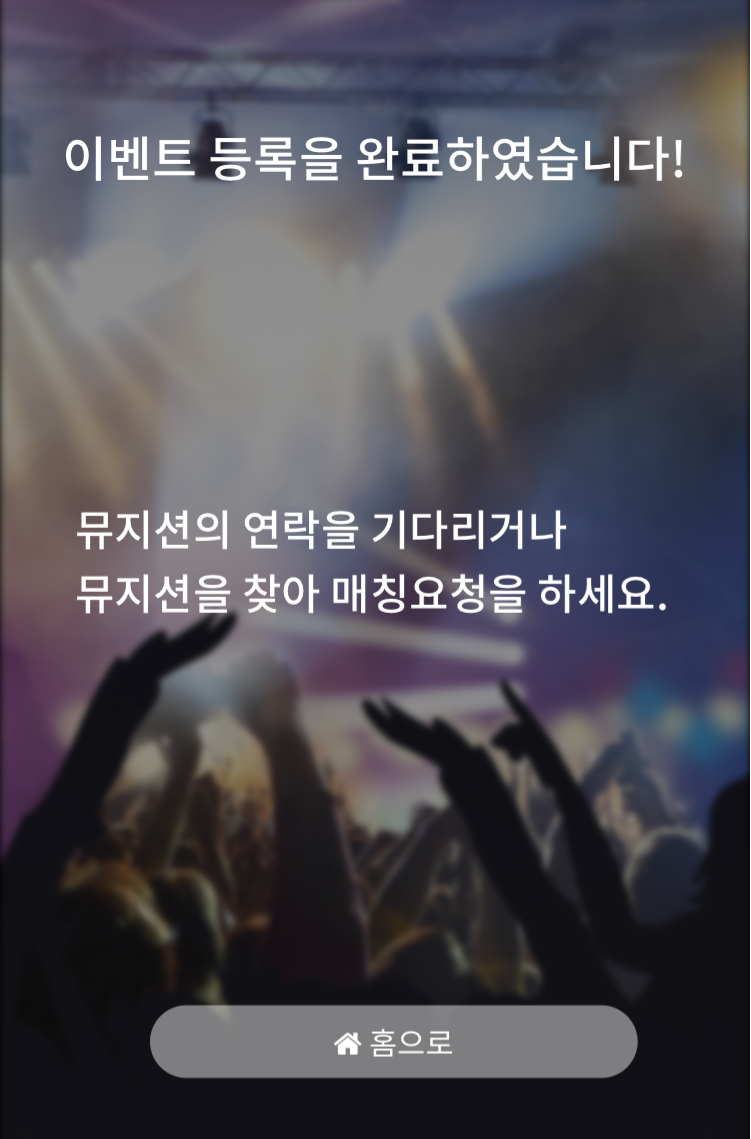 이벤트 등록을 완료하였습니다!
뮤지션의 연락을 기다리거나
뮤지션을 찾아 매칭요청을 하세요.
홈으로